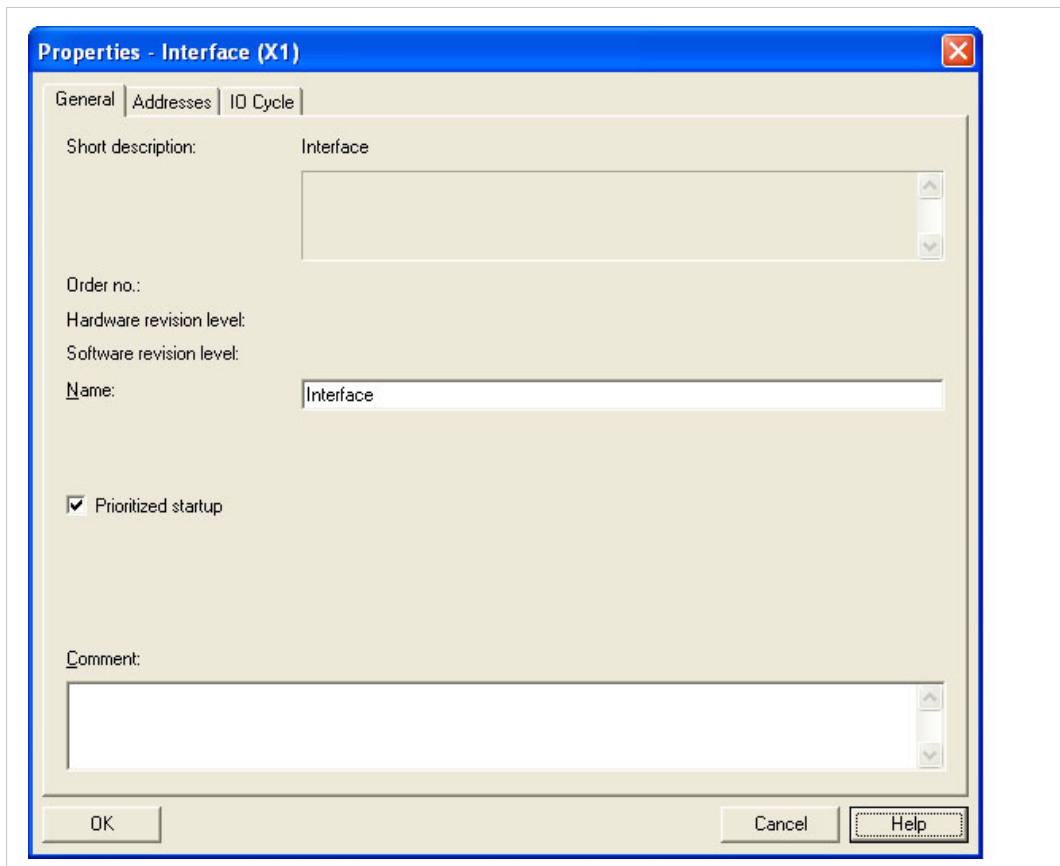 Properties - Interface (X1)
General Addresses IO Cycle
Short description: Interface
Order no.:
Hardware revision level:
Software revision level:
Name: Interface
Prioritized startup
Comment:
OK Cancel Help